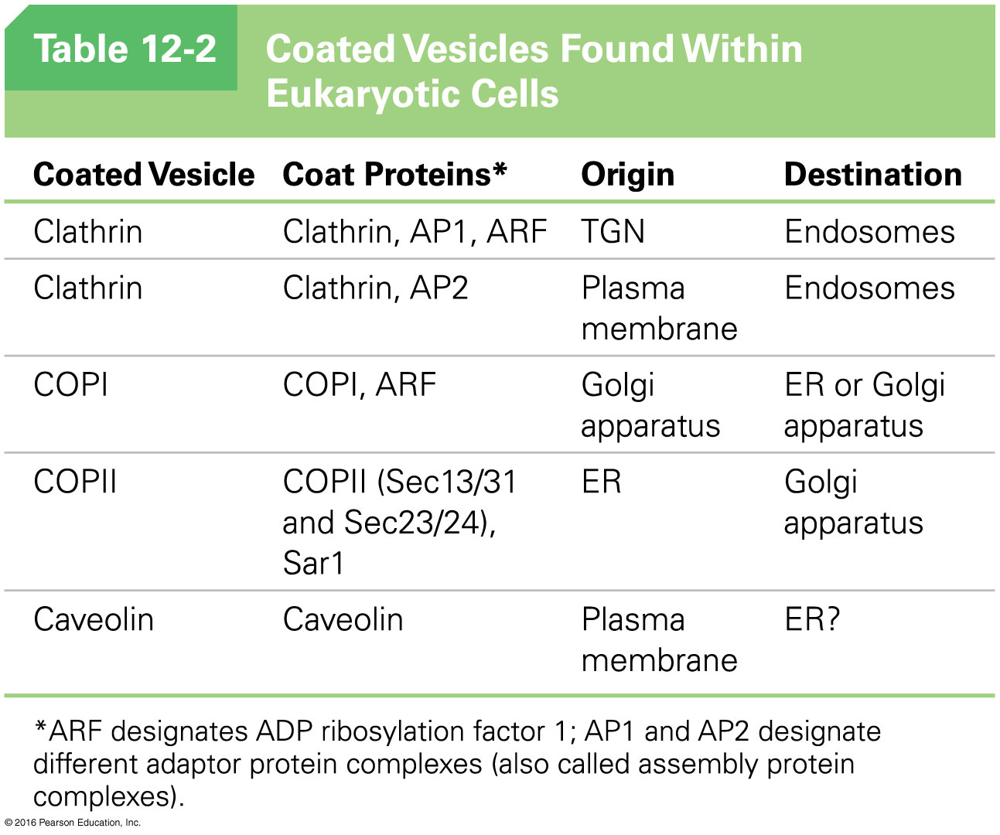 Table 12-2
Coated Vesicles Found Within
Eukaryotic Cells
Coated Vesicle Coat Proteins* Origin Destination
Clathrin Clathrin, AP1, ARF TGN Endosomes
Clathrin Clathrin, AP2 Plasma Endosomes
membrane
COPI COPI, ARF Golgi ER or Golgi
apparatus apparatus
COPII COPII (Sec13/31 ER Golgi
and Sec23/24), apparatus
Sar1
Caveolin Caveolin Plasma ER?
membrane
*ARF designates ADP ribosylation factor 1; AP1 and AP2 designate
different adaptor protein complexes (also called assembly protein
complexes).
© 2016 Pearson Education, Inc.